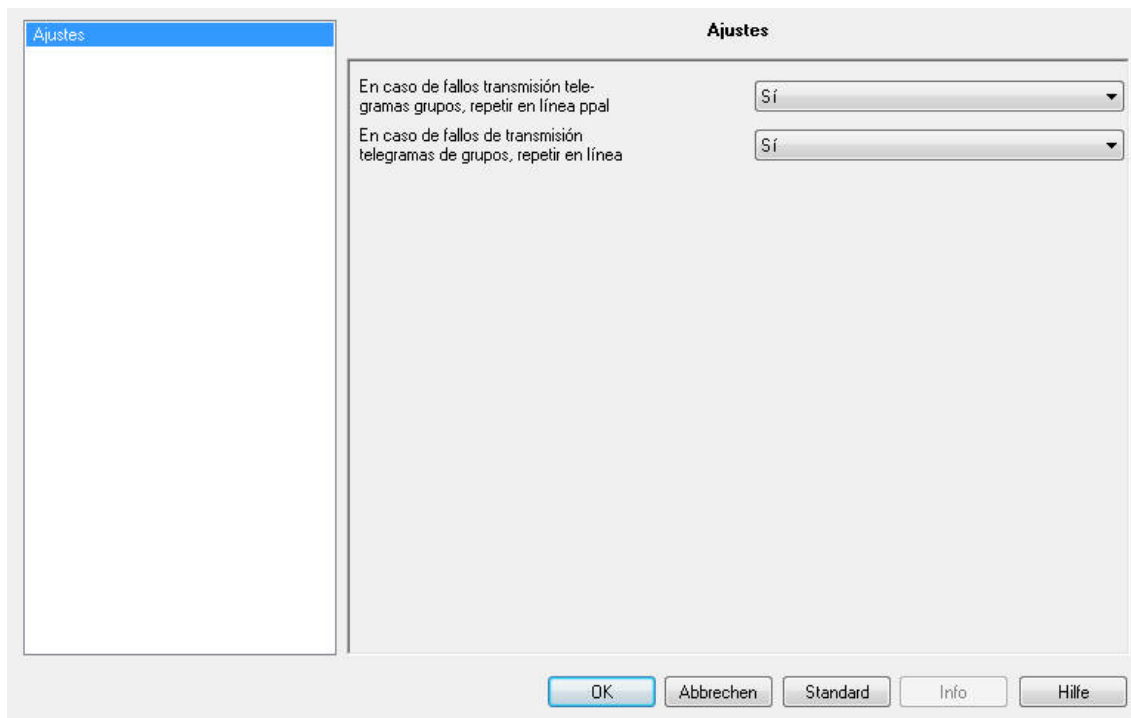 Ajustes
Ajustes
En caso de fallos transmisión tele-
gramas grupos, repetir en línea ppal
Sí
En caso de fallos de transmisión
telegramas de grupos, repetir en línea
Sí
OK
Abbrechen
Standard
Info
Hilfe